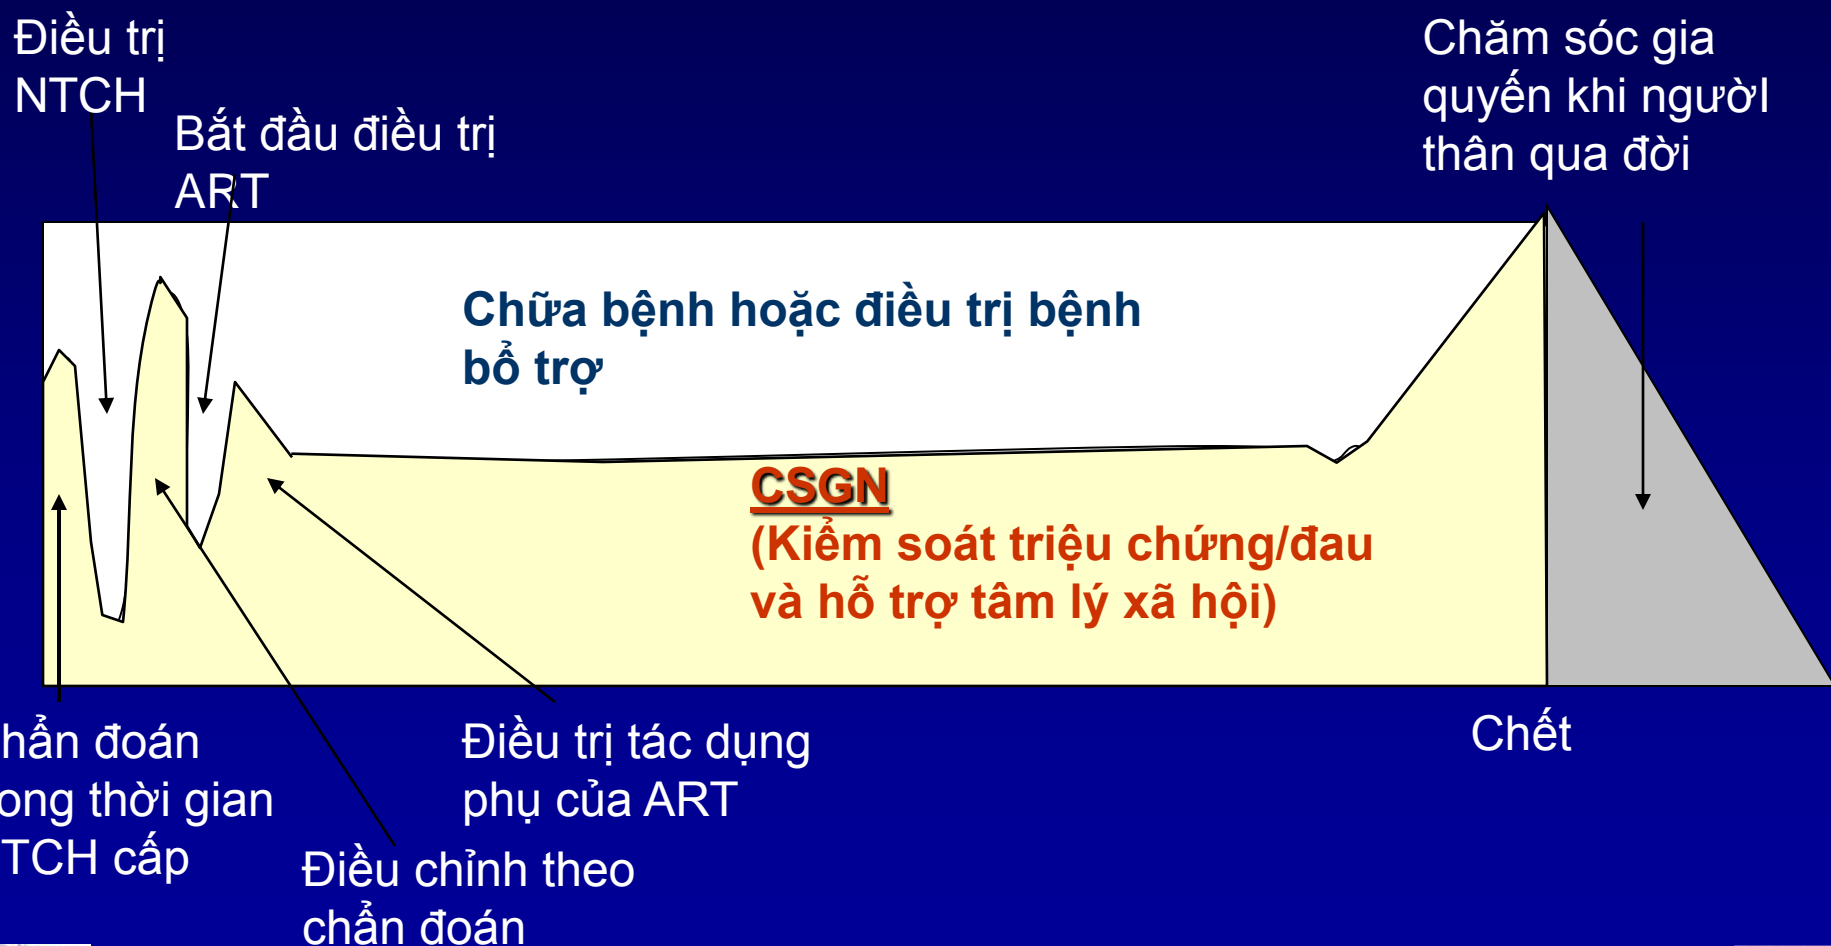 Điều trị
NTCH
Bắt đầu điều trị
ART
Chăm sóc gia
quyến khi ngườI
thân qua đời
Chữa bệnh hoặc điều trị bệnh
bổ trợ
CSGN
(Kiểm soát triệu chứng/đau
và hỗ trợ tâm lý xã hội)
hẩn đoán
ong thời gian
TCH cấp
Điều chỉnh theo
chẩn đoán
Điều trị tác dụng
phụ của ART
Chết